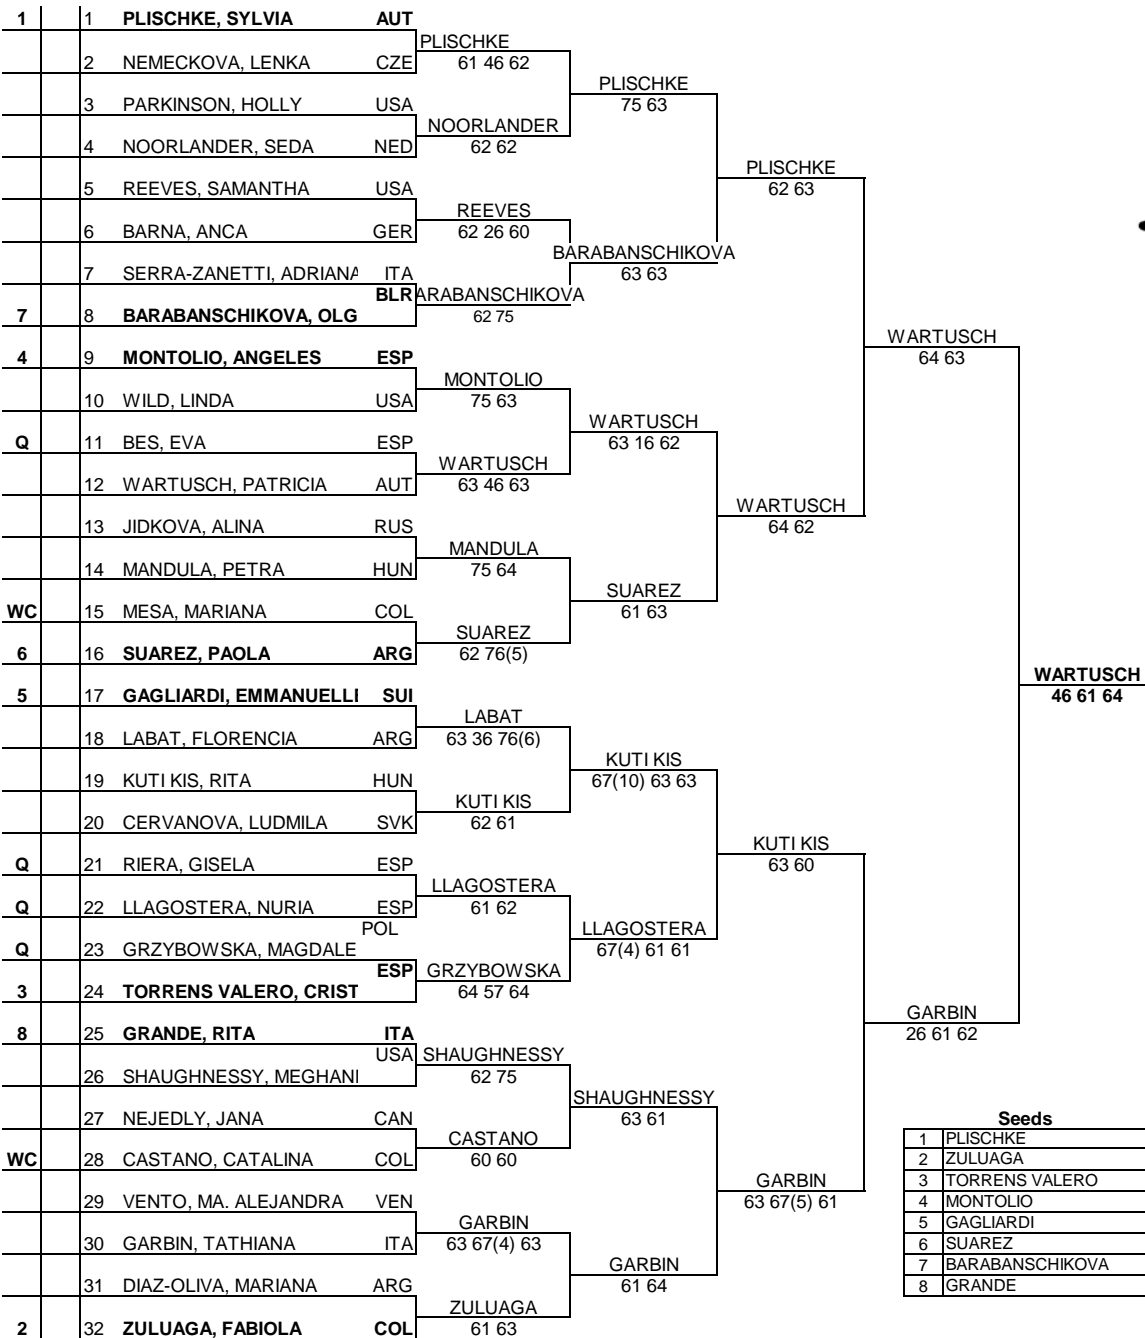 1 1 PLISCHKE, SYLVIA AUT
2 NEMECKOVA, LENKA CZE
3 PARKINSON, HOLLY USA
4 NOORLANDER, SEDA NED
5 REEVES, SAMANTHA USA
6 BARNA, ANCA GER
7 SERRA-ZANETTI, ADRIANA ITA
7 8 BARABANSCHIKOVA, OLG BLR
4 9 MONTOLIO, ANGELES ESP
10 WILD, LINDA USA
Q 11 BES, EVA ESP
12 WARTUSCH, PATRICIA AUT
13 JIDKOVA, ALINA RUS
14 MANDULA, PETRA HUN
WC 15 MESA, MARIANA COL
6 16 SUAREZ, PAOLA ARG
5 17 GAGLIARDI, EMMANUELLE SUI
18 LABAT, FLORENCIA ARG
19 KUTI KIS, RITA HUN
20 CERVANOVA, LUDMILA SVK
Q 21 RIERA, GISELA ESP
Q 22 LLAGOSTERA, NURIA ESP
Q 23 GRZYBOWSKA, MAGDALE POL
3 24 TORRENS VALERO, CRIST ESP
8 25 GRANDE, RITA ITA
26 SHAUGHNESSY, MEGHANN USA
27 NEJEDLY, JANA CAN
WC 28 CASTANO, CATALINA COL
29 VENTO, MA. ALEJANDRA VEN
30 GARBIN, TATHIANA ITA
31 DIAZ-OLIVA, MARIANA ARG
2 32 ZULUAGA, FABIOLA COL
PLISCHKE
61 46 62
NOORLANDER
62 62
REEVES
62 26 60
ARABANSCHIKOVA
62 75
MONTOLIO
75 63
WARTUSCH
63 46 63
MANDULA
75 64
SUAREZ
62 76(5)
LABAT
63 36 76(6)
KUTI KIS
62 61
LLAGOSTERA
61 62
GRZYBOWSKA
64 57 64
SHAUGHNESSY
62 75
CASTANO
60 60
GARBIN
63 67(4) 63
ZULUAGA
61 63
PLISCHKE
75 63
BARABANSCHIKOVA
63 63
WARTUSCH
63 16 62
SUAREZ
61 63
KUTI KIS
67(10) 63 63
LLAGOSTERA
67(4) 61 61
SHAUGHNESSY
63 61
GARBIN
61 64
PLISCHKE
62 63
WARTUSCH
64 62
KUTI KIS
63 60
GARBIN
63 67(5) 61
WARTUSCH
64 63
GARBIN
26 61 62
WARTUSCH
46 61 64
Seeds
1 PLISCHKE
2 ZULUAGA
3 TORRENS VALERO
4 MONTOLIO
5 GAGLIARDI
6 SUAREZ
7 BARABANSCHIKOVA
8 GRANDE